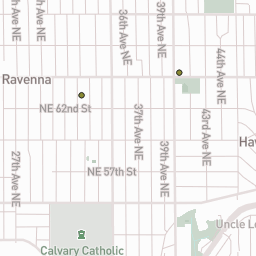 36th Ave NE
39th Ave NE
44th Ave NE
Ravenna
NE 62nd St
37th Ave NE
43rd Ave NE
27th Ave NE
39th Ave NE
Hav
NE 57th St
Uncle Le
Calvary Catholic